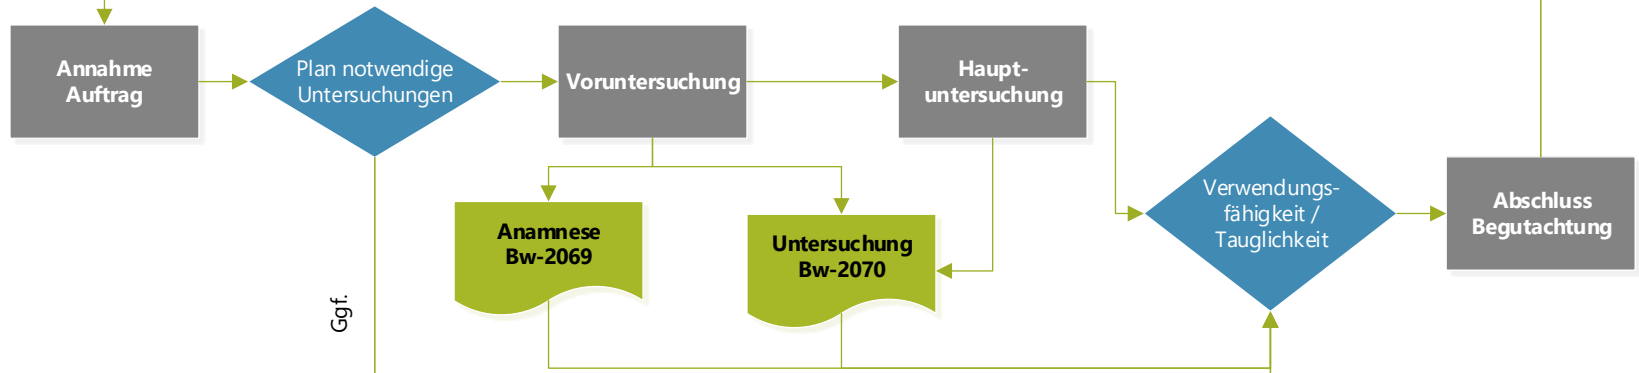 Annahme
Auftrag
Plan notwendige
Untersuchungen
Voruntersuchung
Haupt-
untersuchung
Verwendungs-
fähigkeit /
Tauglichkeit
Abschluss
Begutachtung
Anamnese
Bw-2069
Untersuchung
Bw-2070
Ggf.